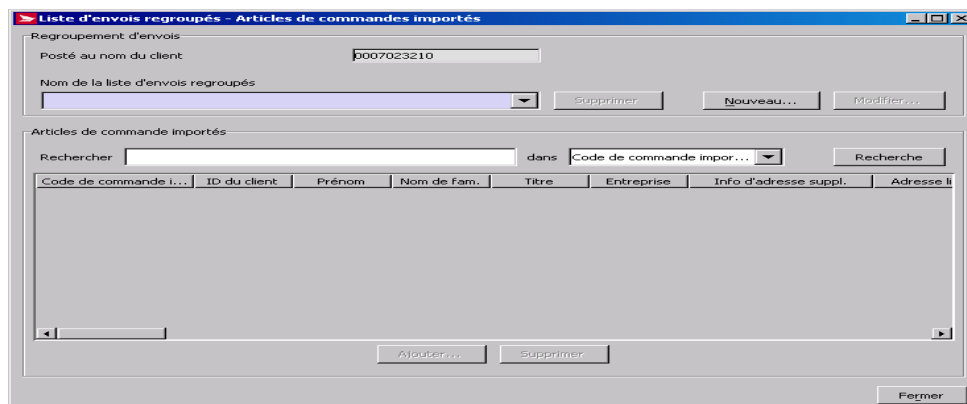 Liste d'envois regroupés - Articles de commandes importés
Regroupement d'envois
Posté au nom du client 0007023210
Nom de la liste d'envois regroupés
Supprimer Nouveau... Modifier...
Articles de commande importés
Rechercher dans Code de commande impor... Recherche
Code de commande i... ID du client Prénom Nom de fam. Titre Entreprise Info d'adresse suppl. Adresse li
Ajouter... Supprimer
Fermer